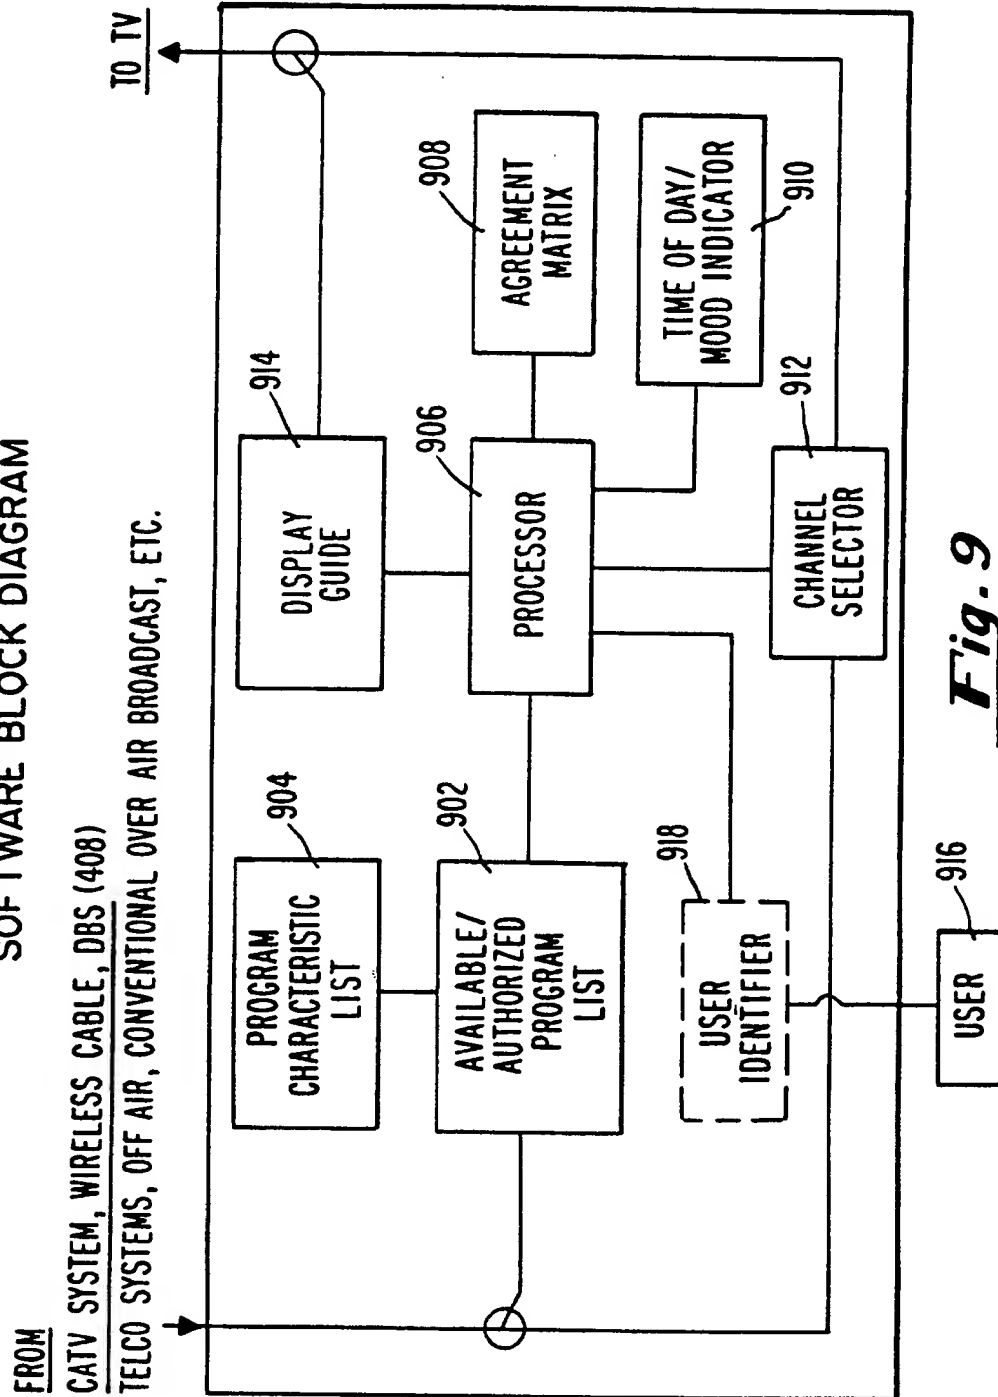 SOFTWARE BLOCK DIAGRAM
FROM
CATV SYSTEM, WIRELESS CABLE, DBS (408)
TELCO SYSTEMS, OFF AIR, CONVENTIONAL OVER AIR BROADCAST, ETC.
TO TV
PROGRAM
CHARACTERISTIC
LIST
904
DISPLAY
GUIDE
914
AVAILABLE/
AUTHORIZED
PROGRAM
LIST
902
PROCESSOR
906
AGREEMENT
MATRIX
908
USER
IDENTIFIER
918
TIME OF DAY/
MOOD INDICATOR
910
CHANNEL
SELECTOR
912
USER
916
Fig. 9